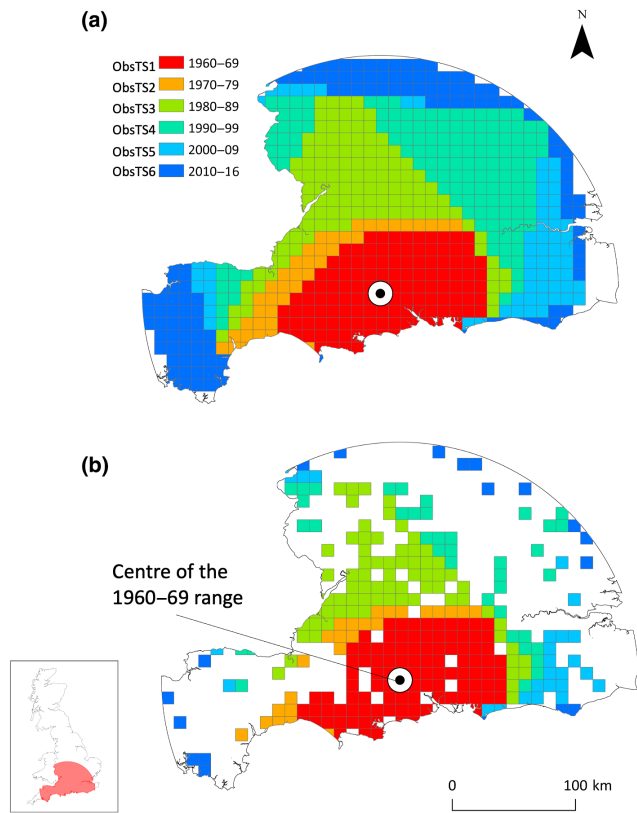 (a)
N
ObsTS1 1960–69
ObsTS2 1970–79
ObsTS3 1980–89
ObsTS4 1990–99
ObsTS5 2000–09
ObsTS6 2010–16
(b)
Centre of the
1960–69 range
0 100 km